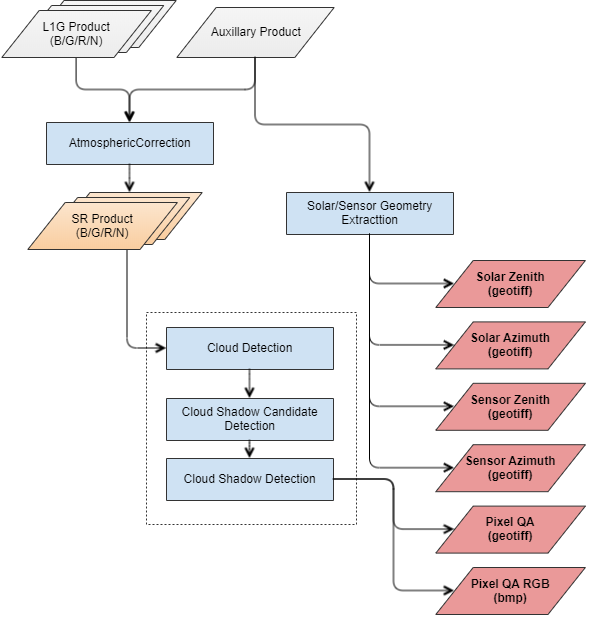 L1G Product
(B/G/R/N)
Auxillary Product
AtmosphericCorrection
SR Product
(B/G/R/N)
Solar/Sensor Geometry
Extracttion
Solar Zenith
(geotiff)
Solar Azimuth
(geotiff)
Sensor Zenith
(geotiff)
Sensor Azimuth
(geotiff)
Cloud Detection
Cloud Shadow Candidate
Detection
Cloud Shadow Detection
Pixel QA
(geotiff)
Pixel QA RGB
(bmp)